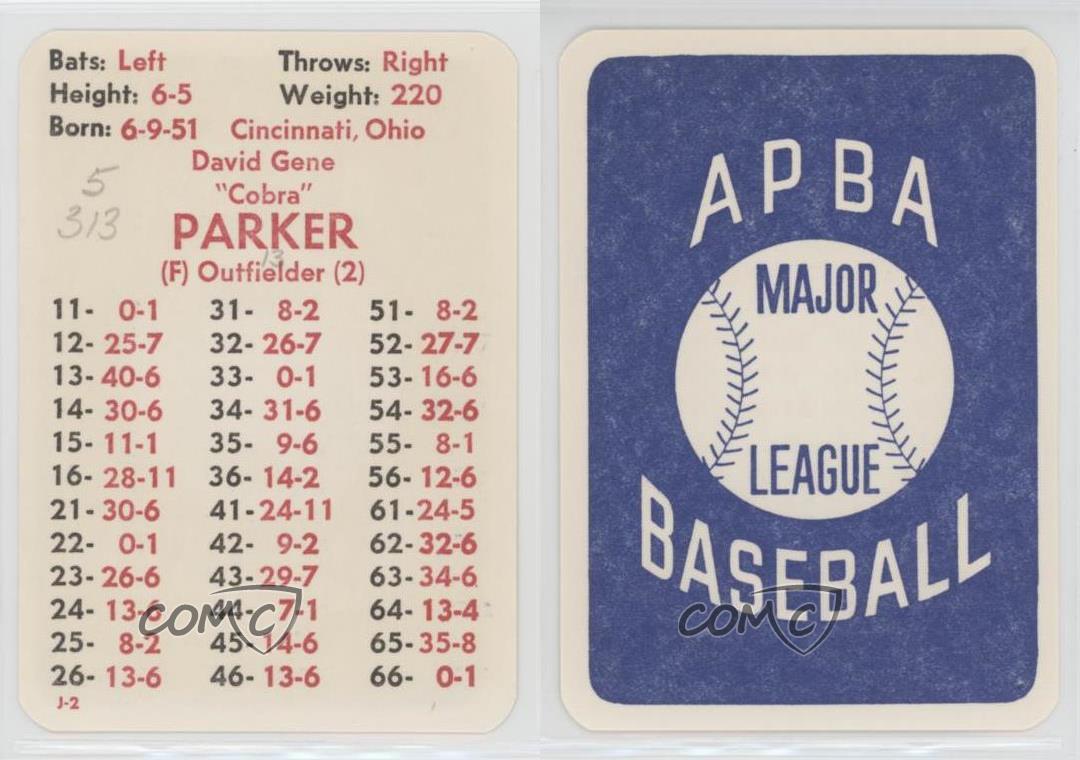 Bats: Left Throws: Right
Height: 6-5 Weight: 220
Born: 6-9-51 Cincinnati, Ohio
David Gene
"Cobra"
5
313
PARKER
13
(F) Outfielder (2)
11- 0-1 31- 8-2 51- 8-2
12- 25-7 32- 26-7 52- 27-7
13- 40-6 33- 0-1 53- 16-6
14- 30-6 34- 31-6 54- 32-6
15- 11-1 35- 9-6 55- 8-1
16- 28-11 36- 14-2 56- 12-6
21- 30-6 41- 24-11 61- 24-5
22- 0-1 42- 9-2 62- 32-6
23- 26-6 43- 29-7 63- 34-6
24- 13-6 44- 7-1 64- 13-4
25- 8-2 45- 14-6 65- 35-8
26- 13-6 46- 13-6 66- 0-1
J-2
COMC
APBA
MAJOR
LEAGUE
BASEBALL
COMC